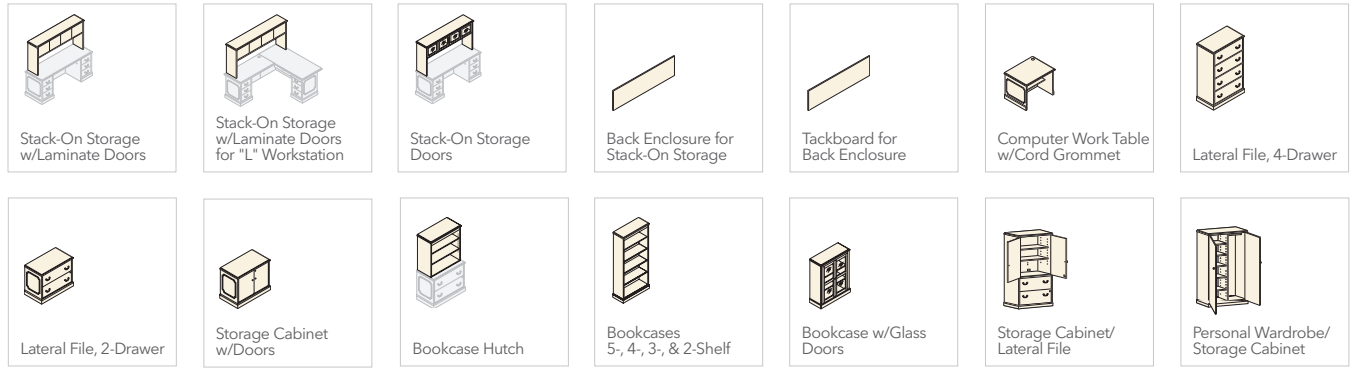 Stack-On Storage
w/Laminate Doors
Stack-On Storage
w/Laminate Doors
for "L" Workstation
Stack-On Storage
Doors
Back Enclosure for
Stack-On Storage
Tackboard for
Back Enclosure
Computer Work Table
w/Cord Grommet
Lateral File, 4-Drawer
Lateral File, 2-Drawer
Storage Cabinet
w/Doors
Bookcase Hutch
Bookcases
5-, 4-, 3-, & 2-Shelf
Bookcase w/Glass
Doors
Storage Cabinet/
Lateral File
Personal Wardrobe/
Storage Cabinet